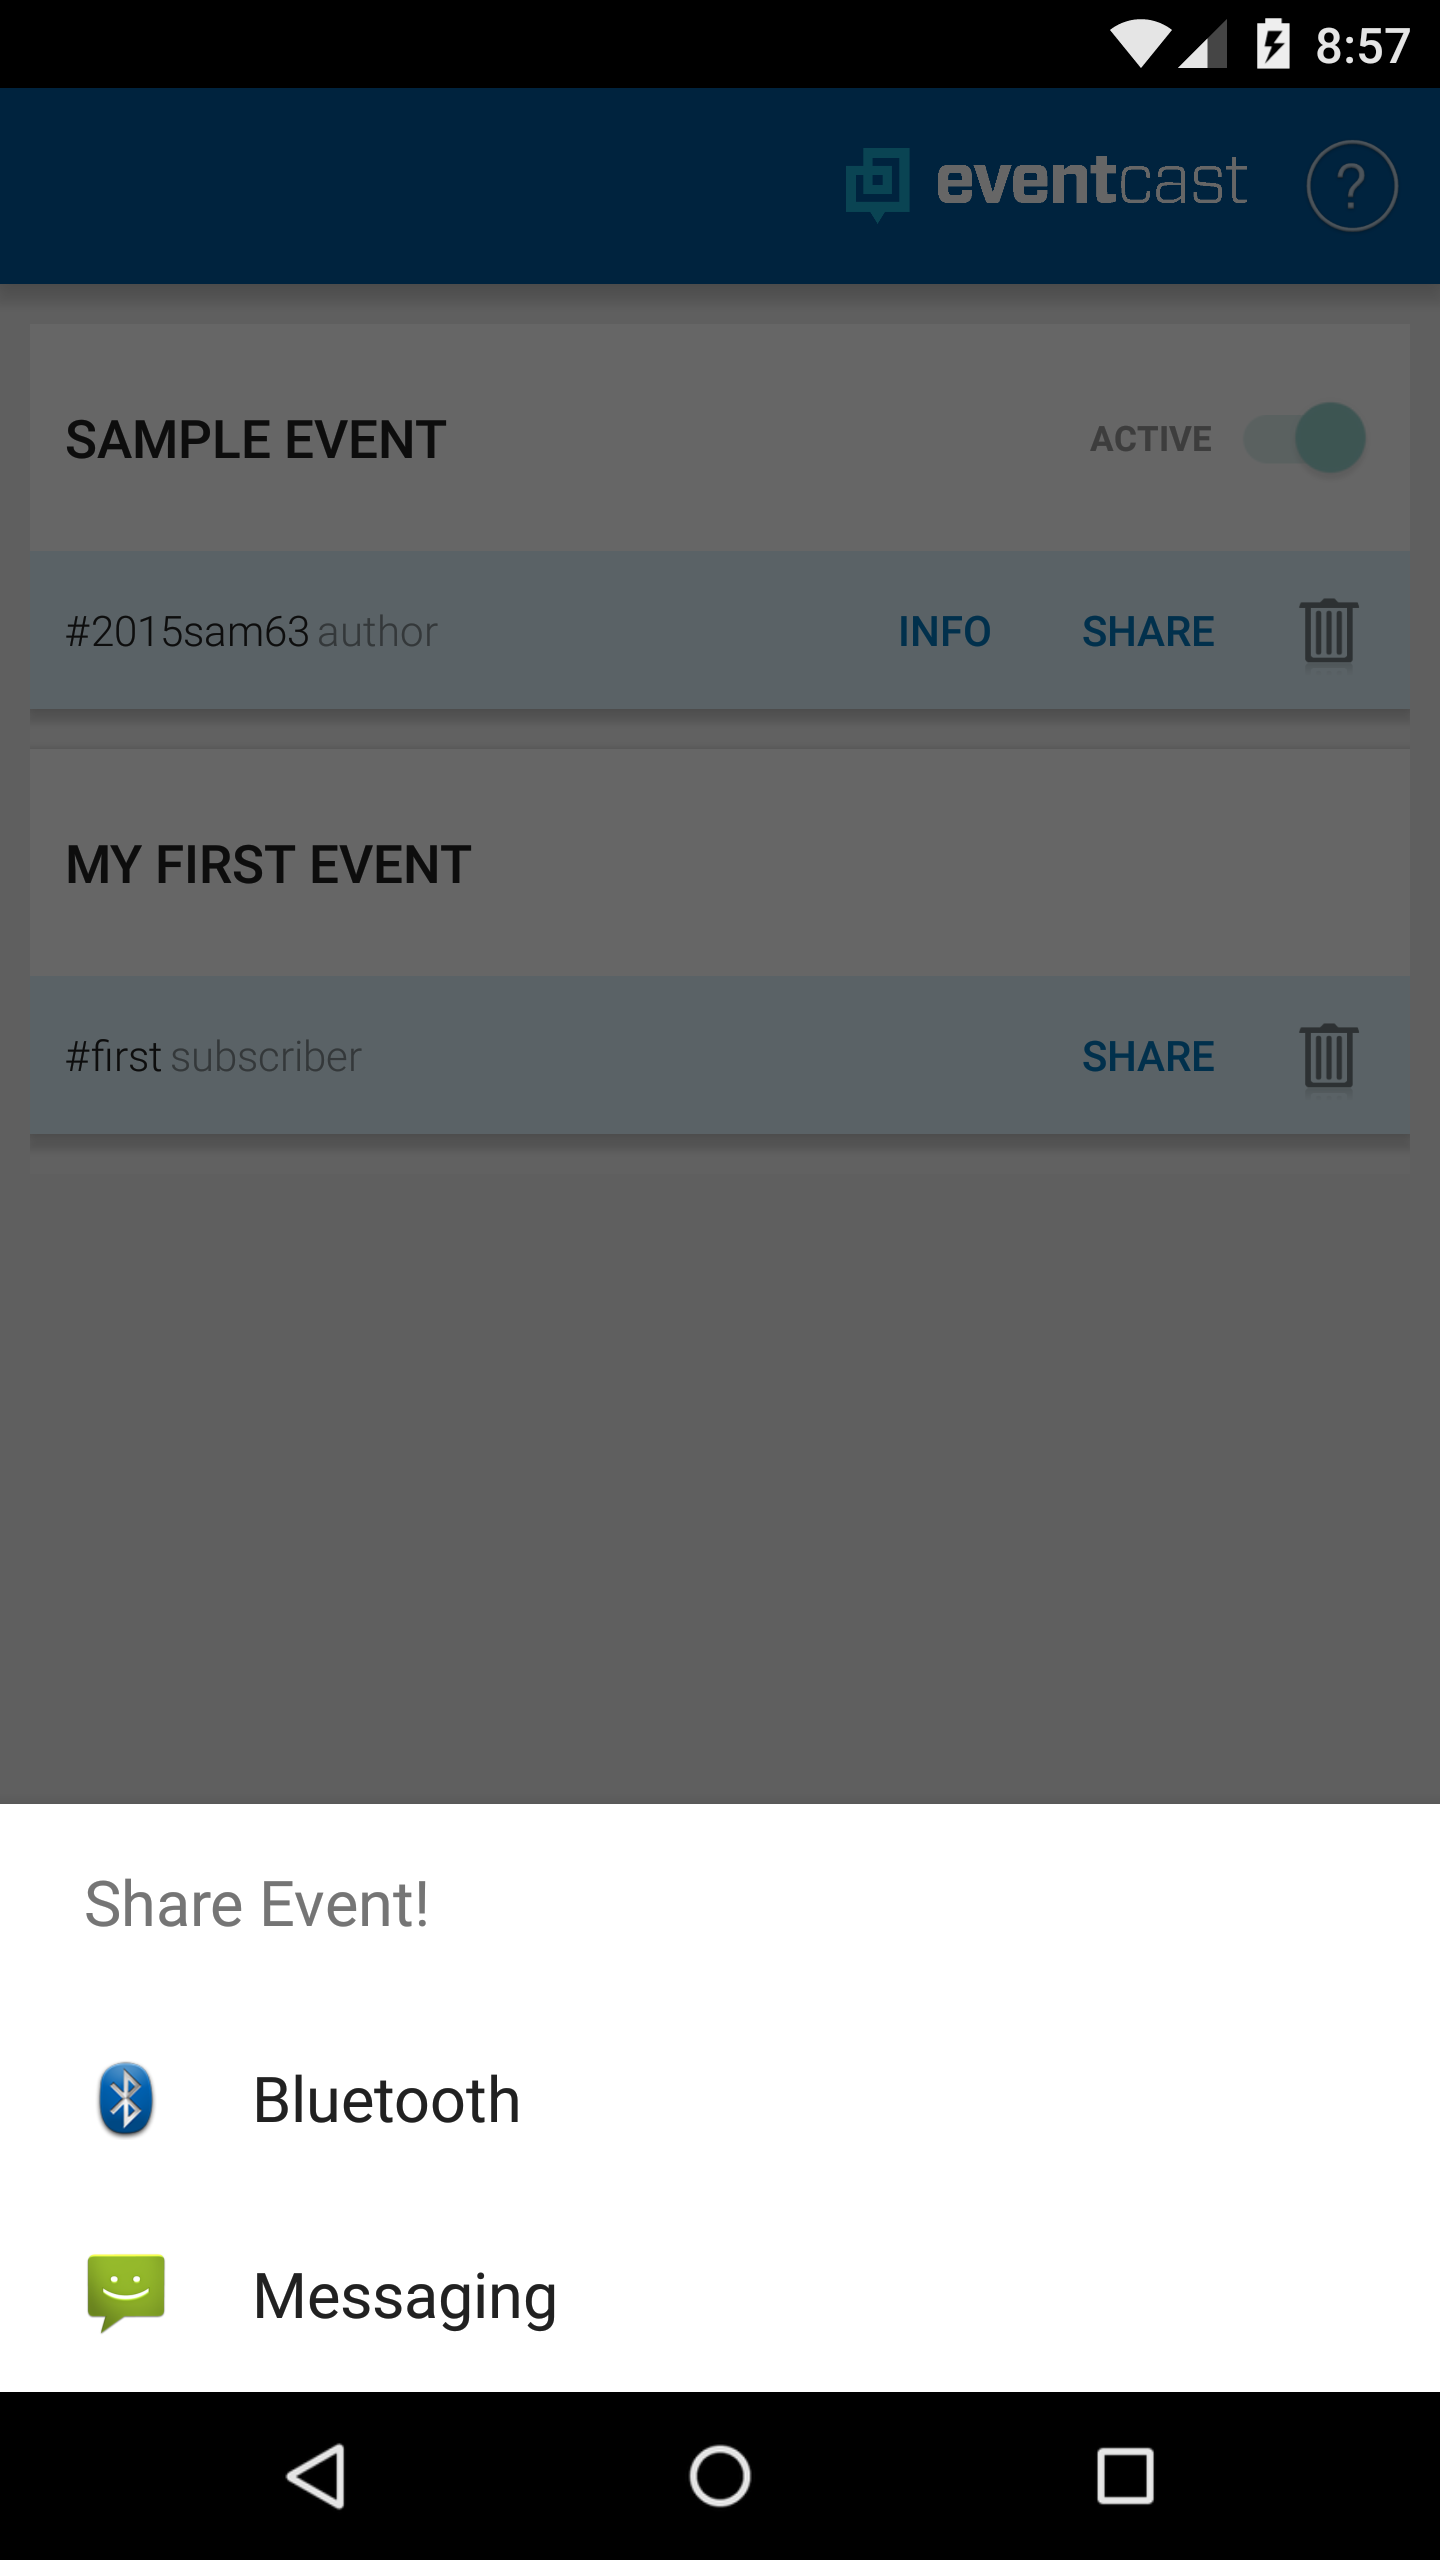 8:57
eventcast ?
SAMPLE EVENT ACTIVE
#2015sam63 author INFO SHARE
MY FIRST EVENT
#first subscriber SHARE
Share Event!
Bluetooth
Messaging